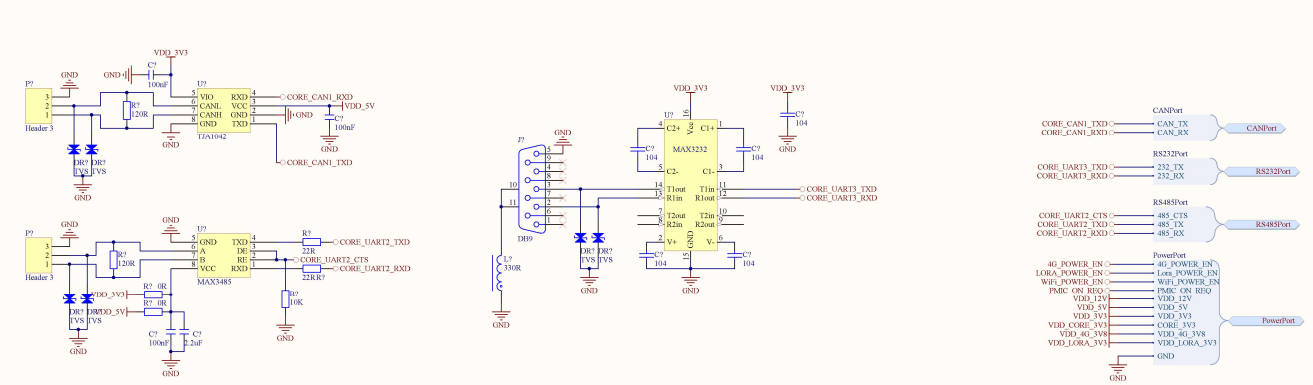 VDD_3V3
C?
GND
100nF
GND
U?
P?
3
2
1
Header 3
R?
120R
5 VIO RXD 4 CORE_CAN1_RXD
6 CANL VCC 3 VDD_5V
7 CANH GND 2 GND
8 GND TXD 1
TJA1042
C?
100nF
GND
GND
CORE_CAN1_TXD
DR? DR?
TVS TVS
GND
GND
P?
3
2
1
Header 3
R?
120R
GND
U?
5 GND TXD 4
6 A DE 3
7 B RE 2
8 VCC RXD 1
MAX3485
R?
22R
CORE_UART2_TXD
CORE_UART2_CTS
22RR?
CORE_UART2_RXD
R? 0R
VDD_3V3
R? 0R
VDD_5V
DR? DR?
TVS TVS
GND
C? C?
100nF 2.2uF
GND
R?
10K
GND
J?
GND
5
9
4
8
3
7
2
6
1
10
11
DB9
L?
330R
GND
DR? DR?
TVS TVS
GND
VDD_3V3
U?
16
Vcc
MAX3232
4 C2+ C1+ 1
C?
104
C?
104
5 C2- C1- 3
14 T1out T1in 11 CORE_UART3_TXD
13 R1in R1out 12 CORE_UART3_RXD
7 T2out T2in 10
8 R2in R2out 9
2 V+ V- 6
GND
15
C?
104
C?
104
GND
VDD_3V3
C?
104
GND
CANPort
CORE_CAN1_TXD CAN_TX
CORE_CAN1_RXD CAN_RX
CANPort
RS232Port
CORE_UART3_TXD 232_TX
CORE_UART3_RXD 232_RX
RS232Port
RS485Port
CORE_UART2_CTS 485_CTS
CORE_UART2_TXD 485_TX
CORE_UART2_RXD 485_RX
RS485Port
PowerPort
4G_POWER_EN 4G_POWER_EN
LORA_POWER_EN Lora_POWER_EN
WiFi_POWER_EN WiFi_POWER_EN
PMIC_ON_REQ PMIC_ON_REQ
VDD_12V VDD_12V
VDD_5V VDD_5V
VDD_3V3 VDD_3V3
VDD_CORE_3V3 CORE_3V3
VDD_4G_3V8 VDD_4G_3V8
VDD_LORA_3V3 VDD_LORA_3V3
GND
GND
PowerPort